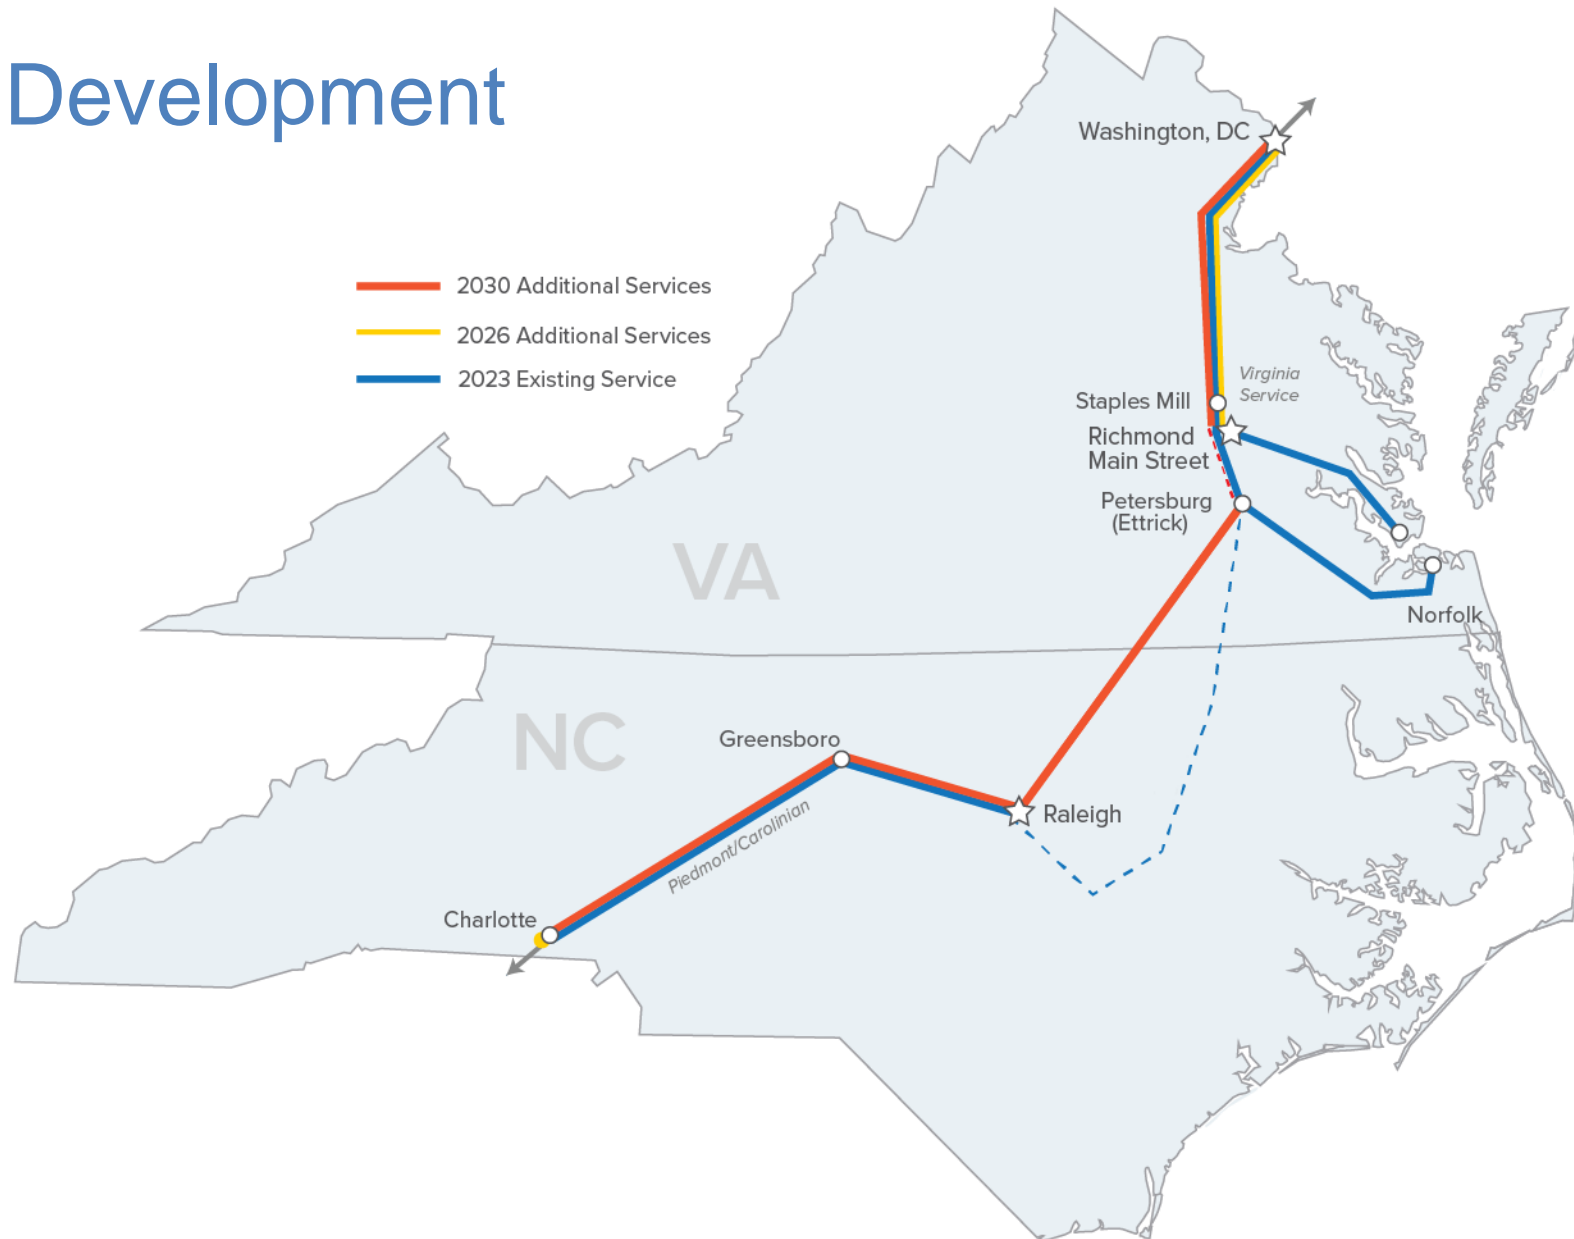 Development
Washington, DC
2030 Additional Services
2026 Additional Services
2023 Existing Service
Virginia
Service
Staples Mill
Richmond
Main Street
Petersburg
(Ettrick)
VA
Norfolk
NC
Greensboro
Raleigh
Piedmont/Carolinian
Charlotte